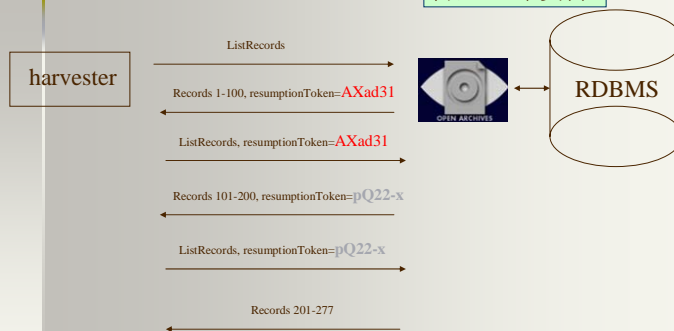 ListRecords
harvester
Records 1-100, resumptionToken=AXad31
OPEN ARCHIVES
RDBMS
ListRecords, resumptionToken=AXad31
Records 101-200, resumptionToken=pQ22-x
ListRecords, resumptionToken=pQ22-x
Records 201-277